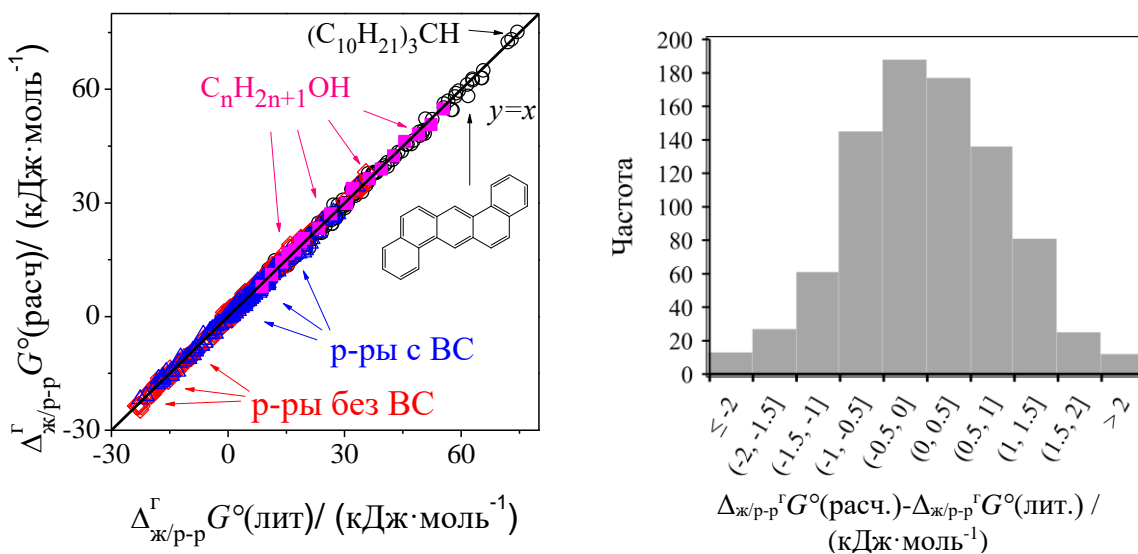 (C10H21)3CH
CnH2n+1OH
y=x
р-ры с ВС
р-ры без ВС
60
30
0
-30
-30
0
30
60
Δж/р-рг G°(расч)/ (кДж·моль-1)
Δж/р-рг G°(лит)/ (кДж·моль-1)
200
180
160
140
120
100
80
60
40
20
0
Частота
≤ -2
(-2, -1.5]
(-1.5, -1]
(-1, -0.5]
(-0.5, 0]
(0, 0.5]
(0.5, 1]
(1, 1.5]
(1.5, 2]
> 2
Δж/р-рг G°(расч.)-Δж/р-рг G°(лит.) /
(кДж·моль-1)